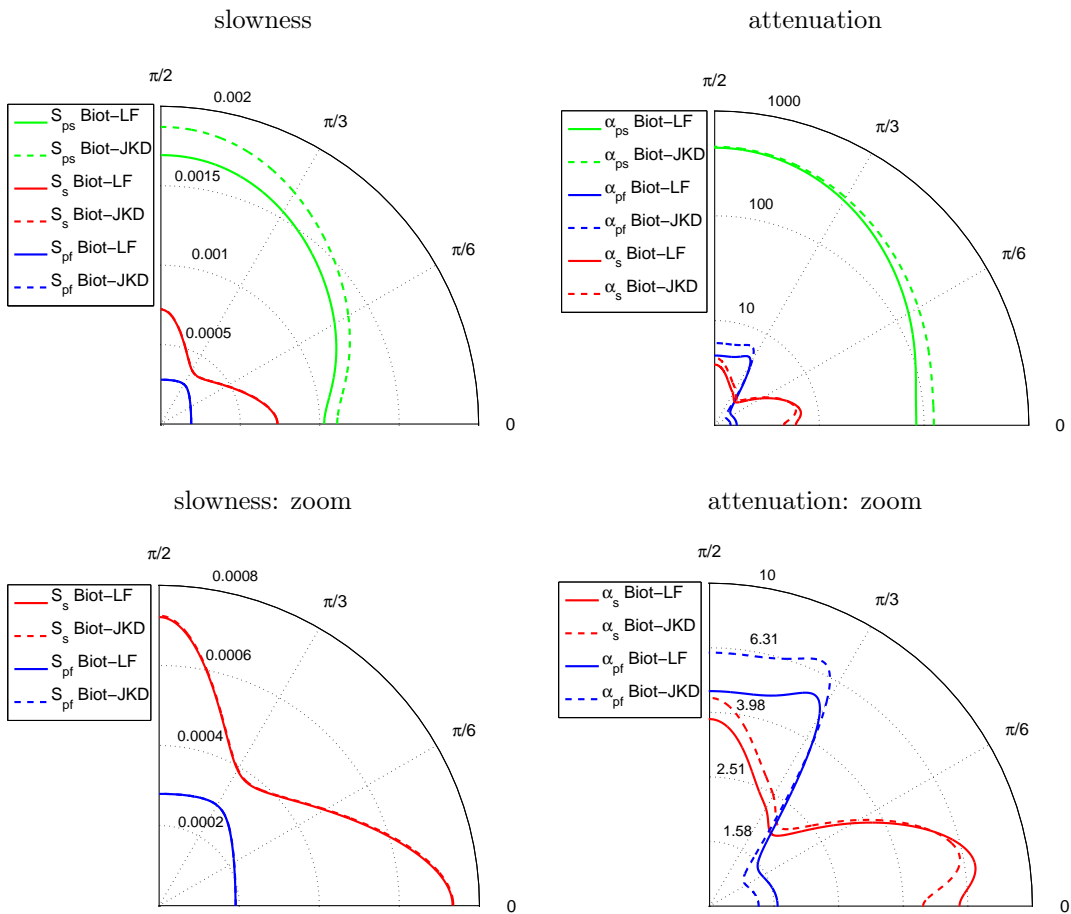 slowness
π/2
0.002
π/3
π/6
0
0.0015
0.001
0.0005
S_ps Biot−LF
S_ps Biot−JKD
S_s Biot−LF
S_s Biot−JKD
S_pf Biot−LF
S_pf Biot−JKD
attenuation
π/2
1000
π/3
π/6
0
100
10
α_ps Biot−LF
α_ps Biot−JKD
α_pf Biot−LF
α_pf Biot−JKD
α_s Biot−LF
α_s Biot−JKD
slowness: zoom
π/2
0.0008
π/3
π/6
0
0.0006
0.0004
0.0002
S_s Biot−LF
S_s Biot−JKD
S_pf Biot−LF
S_pf Biot−JKD
attenuation: zoom
π/2
10
π/3
π/6
0
6.31
3.98
2.51
1.58
α_s Biot−LF
α_s Biot−JKD
α_pf Biot−LF
α_pf Biot−JKD